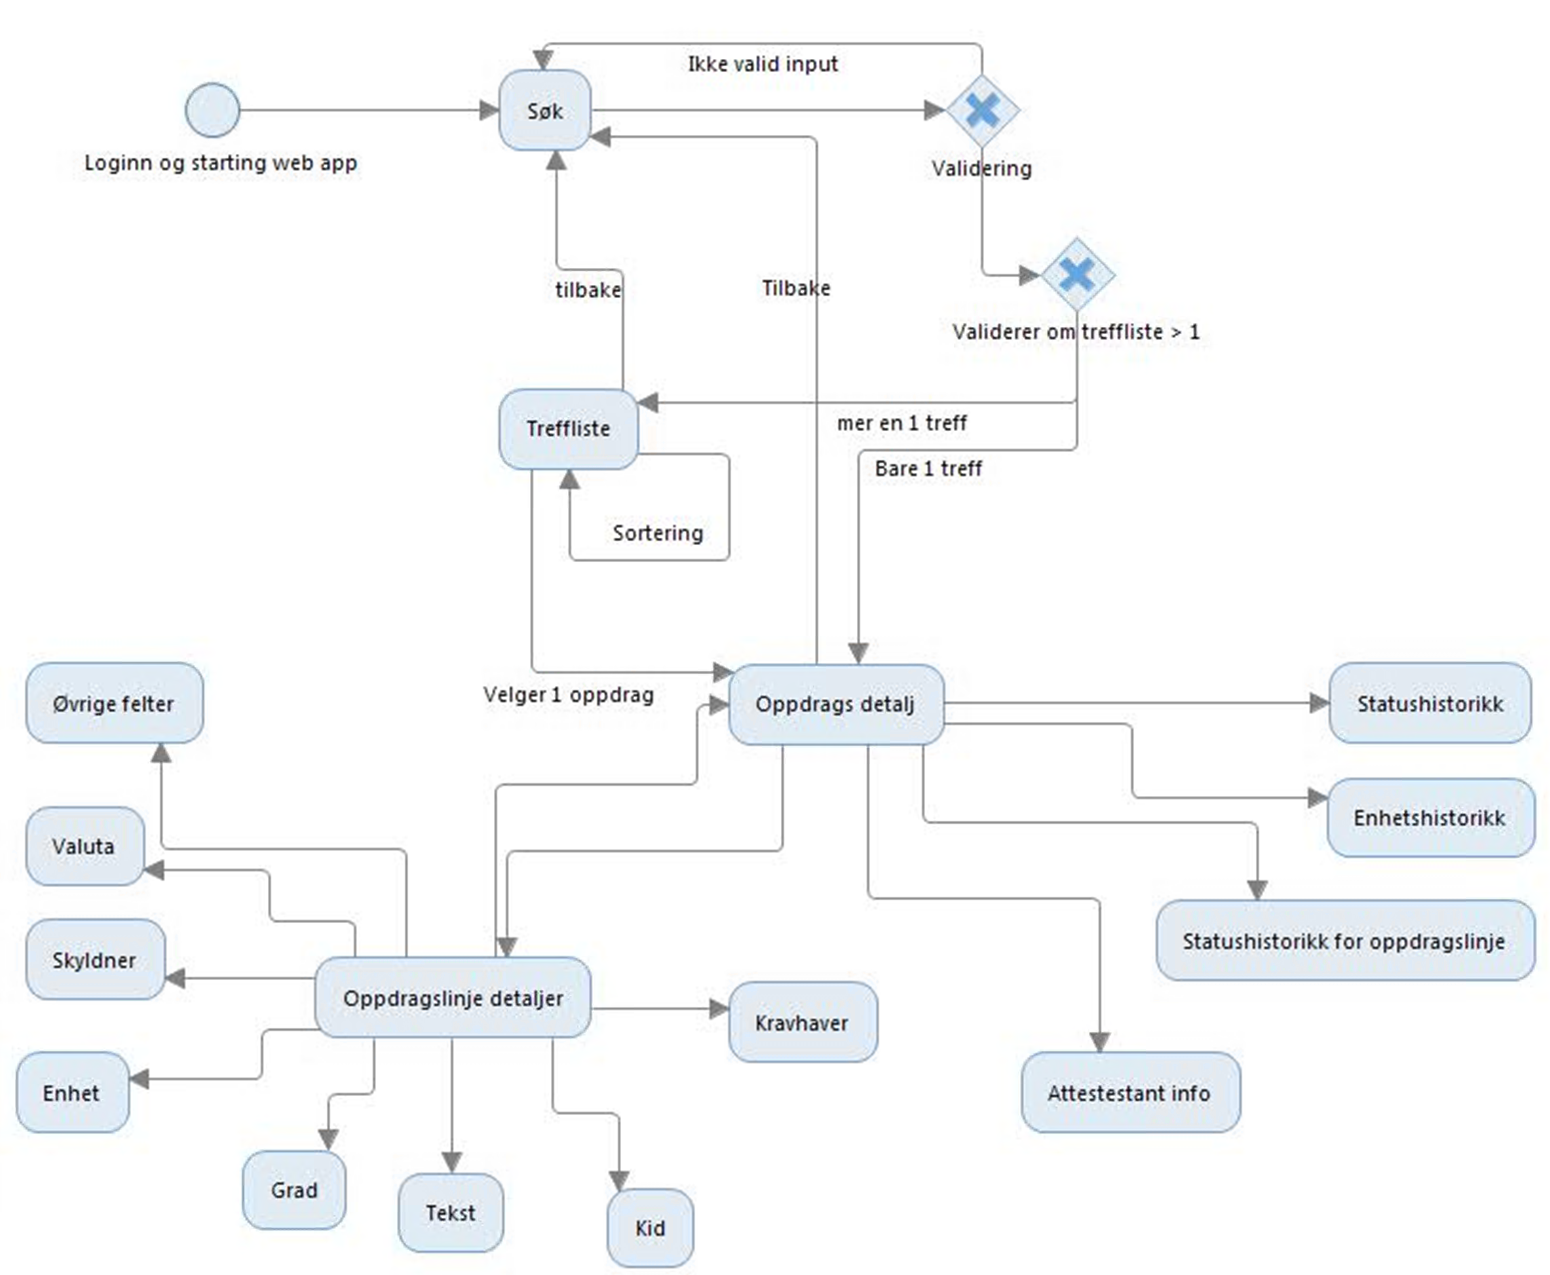 Ikke valid input
Søk
Loginn og starting web app
Validering
tilbake
Tilbake
Validerer om treffliste > 1
Treffliste
mer en 1 treff
Bare 1 treff
Sortering
Velger 1 oppdrag
Øvrige felter
Oppdrags detalj
Statushistorikk
Valuta
Enhetshistorikk
Skyldner
Statushistorikk for oppdragslinje
Oppdragslinje detaljer
Kravhaver
Enhet
Attestestant info
Grad
Tekst
Kid